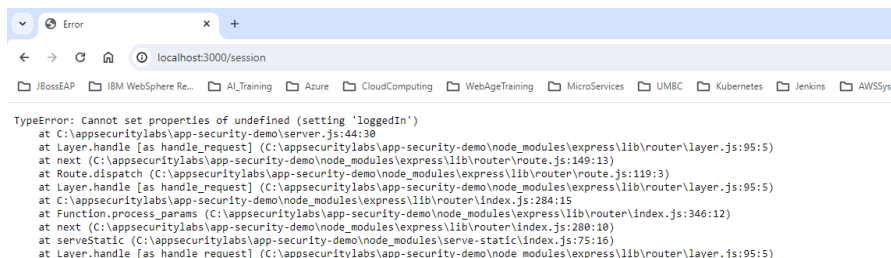 Error
localhost:3000/session
JBossEAP IBM WebSphere Re... AI_Training Azure CloudComputing WebAgeTraining MicroServices UMBC Kubernetes Jenkins AWSSys
TypeError: Cannot set properties of undefined (setting 'loggedIn')
    at C:\appsecuritylabs\app-security-demo\server.js:44:30
    at Layer.handle [as handle_request] (C:\appsecuritylabs\app-security-demo\node_modules\express\lib\router\layer.js:95:5)
    at next (C:\appsecuritylabs\app-security-demo\node_modules\express\lib\router\route.js:149:13)
    at Route.dispatch (C:\appsecuritylabs\app-security-demo\node_modules\express\lib\router\route.js:119:3)
    at Layer.handle [as handle_request] (C:\appsecuritylabs\app-security-demo\node_modules\express\lib\router\layer.js:95:5)
    at C:\appsecuritylabs\app-security-demo\node_modules\express\lib\router\index.js:284:15
    at Function.process_params (C:\appsecuritylabs\app-security-demo\node_modules\express\lib\router\index.js:346:12)
    at next (C:\appsecuritylabs\app-security-demo\node_modules\express\lib\router\index.js:280:10)
    at serveStatic (C:\appsecuritylabs\app-security-demo\node_modules\serve-static\index.js:75:16)
    at Layer.handle [as handle_request] (C:\appsecuritylabs\app-security-demo\node_modules\express\lib\router\layer.js:95:5)